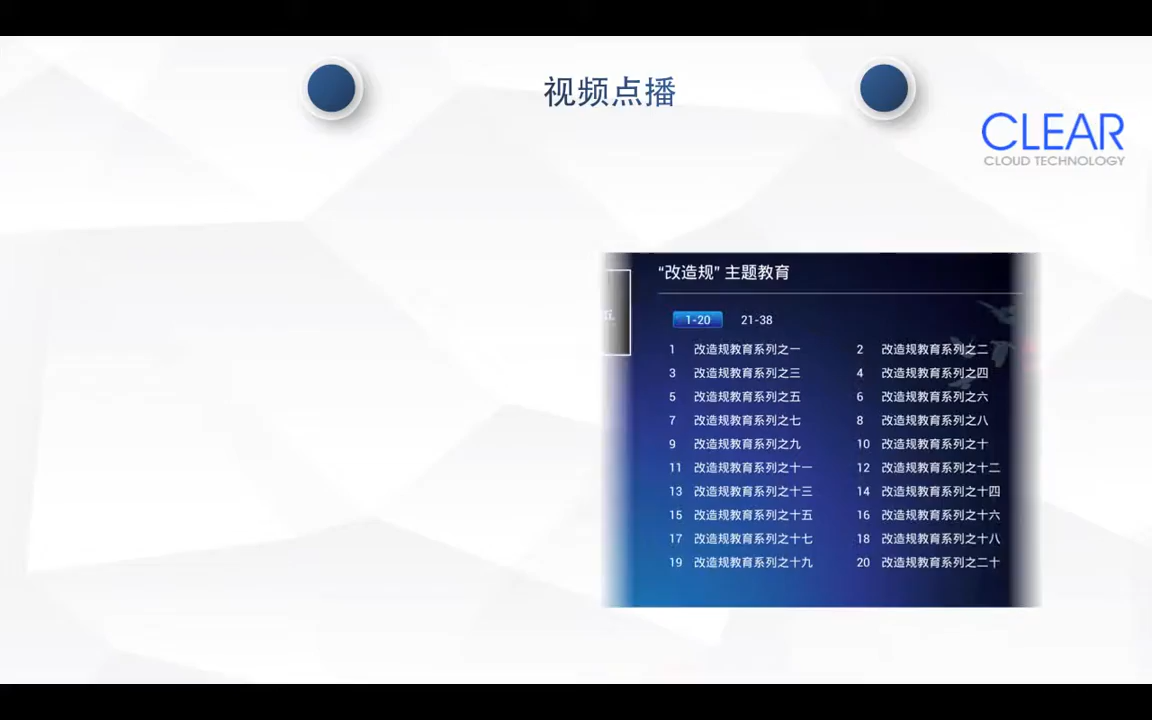 视频点播
CLEAR
CLOUD TECHNOLOGY
“改造规” 主题教育
1-20 21-38
1 改造规教育系列之一 2 改造规教育系列之二
3 改造规教育系列之三 4 改造规教育系列之四
5 改造规教育系列之五 6 改造规教育系列之六
7 改造规教育系列之七 8 改造规教育系列之八
9 改造规教育系列之九 10 改造规教育系列之十
11 改造规教育系列之十一 12 改造规教育系列之十二
13 改造规教育系列之十三 14 改造规教育系列之十四
15 改造规教育系列之十五 16 改造规教育系列之十六
17 改造规教育系列之十七 18 改造规教育系列之十八
19 改造规教育系列之十九 20 改造规教育系列之二十